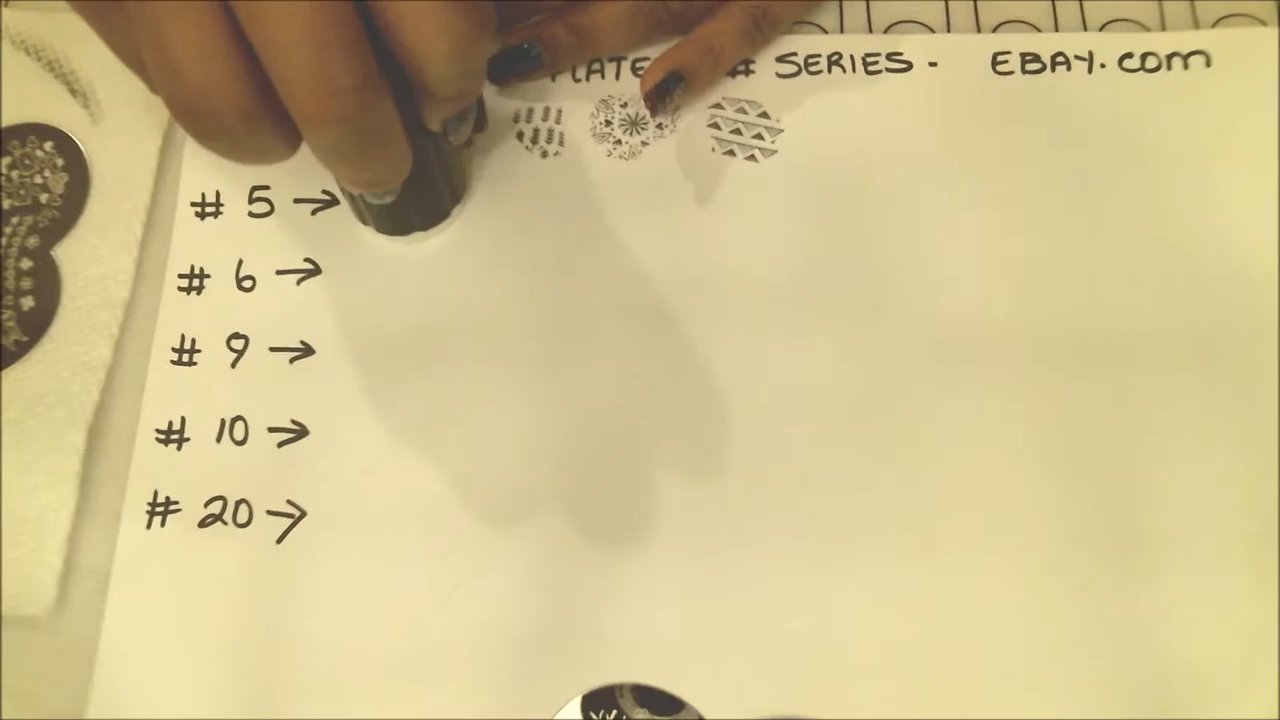 # SERIES - EBAY.com
# 5 →
# 6 →
# 9 →
# 10 →
# 20 →